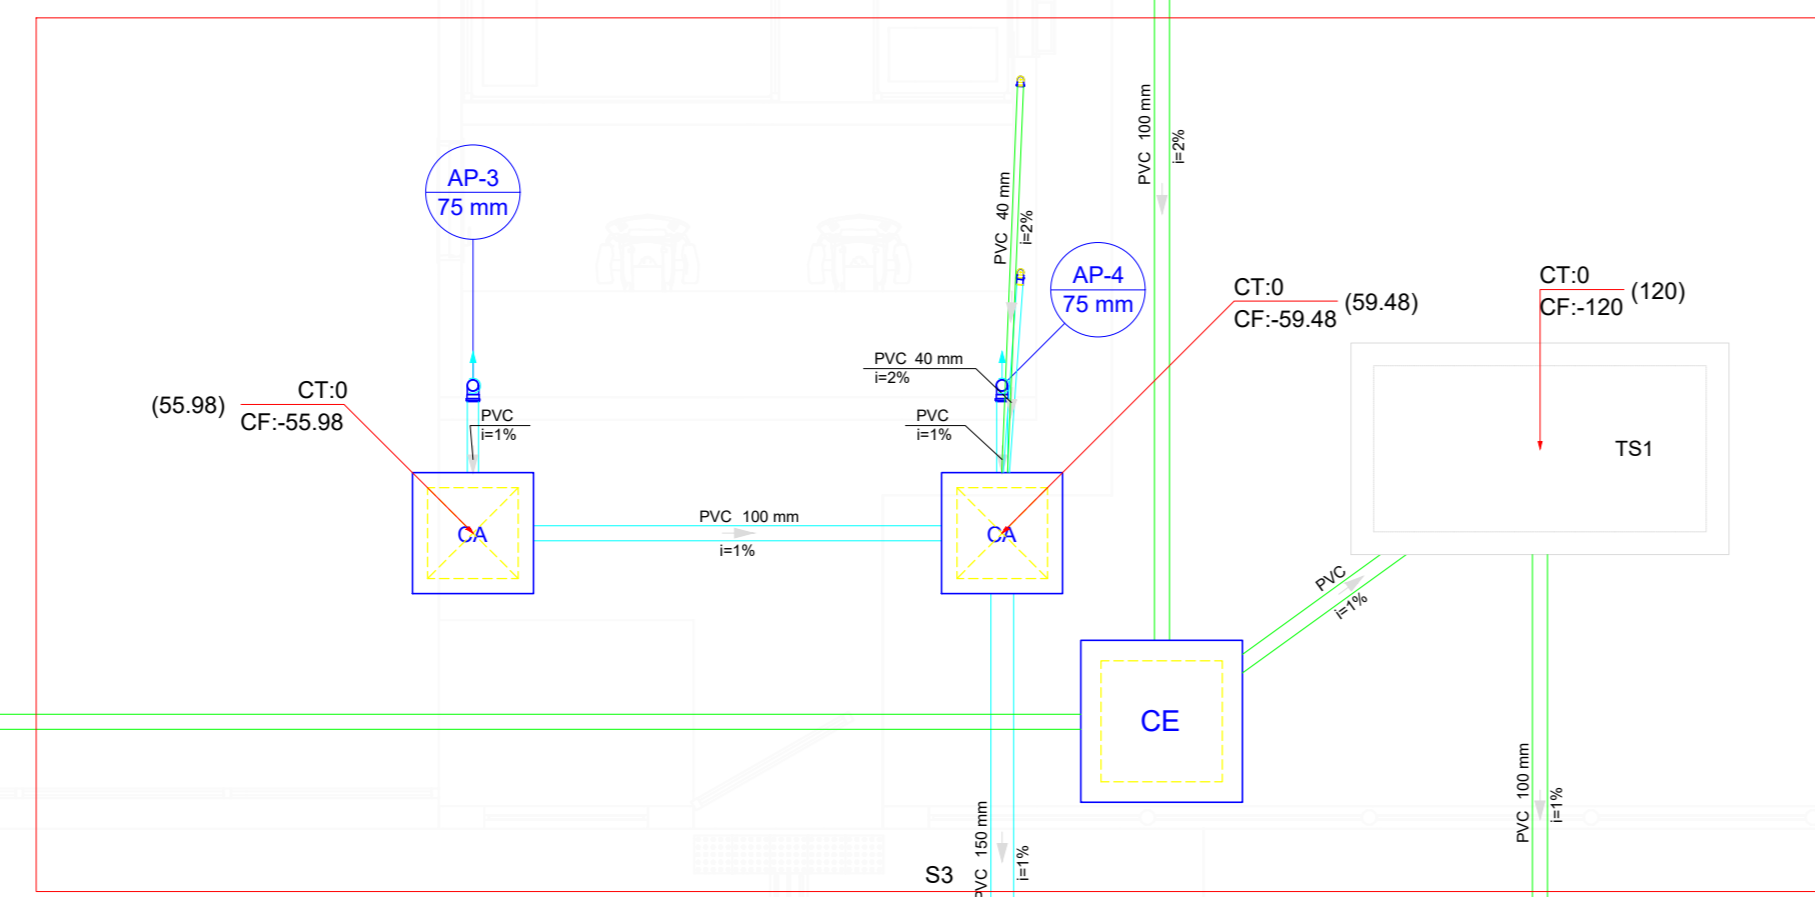 AP-3
75 mm
PVC 100 mm
i=2%
PVC 40 mm
i=2%
AP-4
75 mm
CT:0
CF:-59.48
(59.48)
CT:0
CF:-120
(120)
PVC 40 mm
i=2%
(55.98)
CT:0
CF:-55.98
PVC
i=1%
PVC
i=1%
TS1
CA
PVC 100 mm
i=1%
CA
PVC
i=1%
CE
PVC 150 mm
i=1%
S3
PVC 100 mm
i=1%